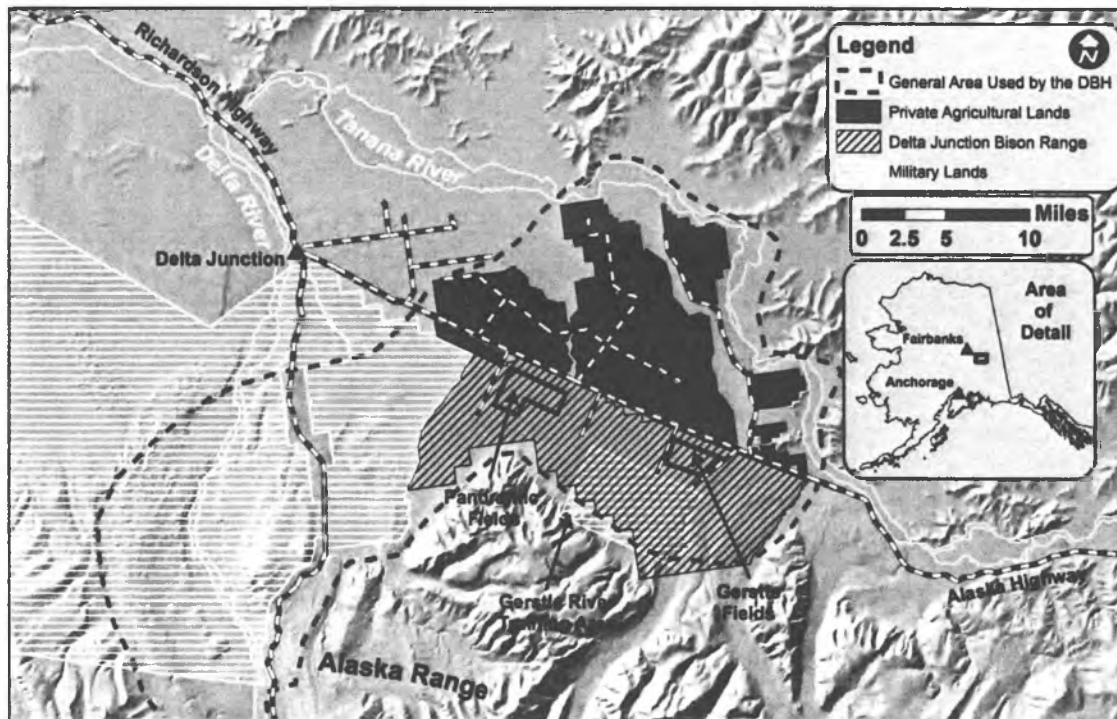 Richardson Highway
Tanana River
Delta River
Delta Junction
Legend
N
General Area Used by the DBH
Private Agricultural Lands
Delta Junction Bison Range
Military Lands
Miles
0 2.5 5 10
Area
of
Detail
Fairbanks
Anchorage
Fields
Gerstle River
Gerstle
Fields
Alaska Range
Alaska Highway